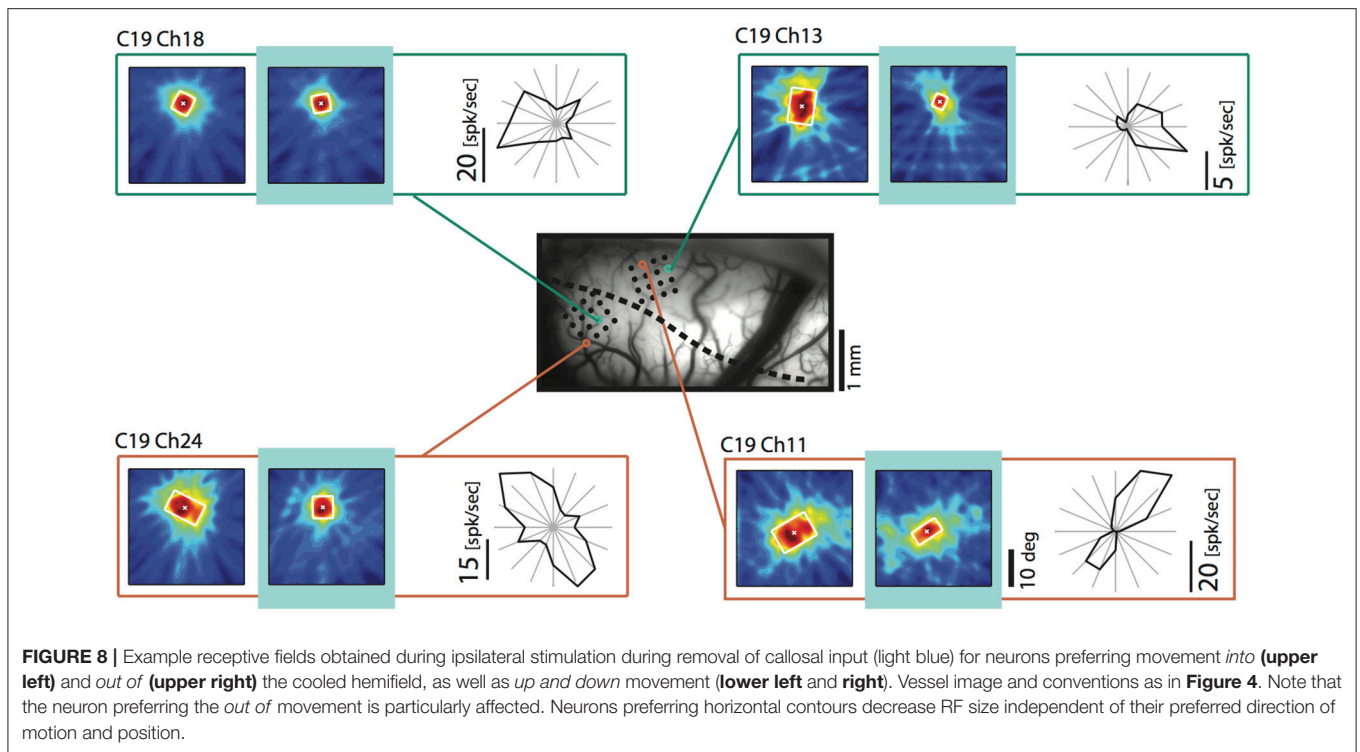 C19 Ch18
20 [spk/sec]
C19 Ch13
5 [spk/sec]
1 mm
C19 Ch24
15 [spk/sec]
C19 Ch11
10 deg
20 [spk/sec]
FIGURE 8 | Example receptive fields obtained during ipsilateral stimulation during removal of callosal input (light blue) for neurons preferring movement into (upper
left) and out of (upper right) the cooled hemifield, as well as up and down movement (lower left and right). Vessel image and conventions as in Figure 4. Note that
the neuron preferring the out of movement is particularly affected. Neurons preferring horizontal contours decrease RF size independent of their preferred direction of
motion and position.